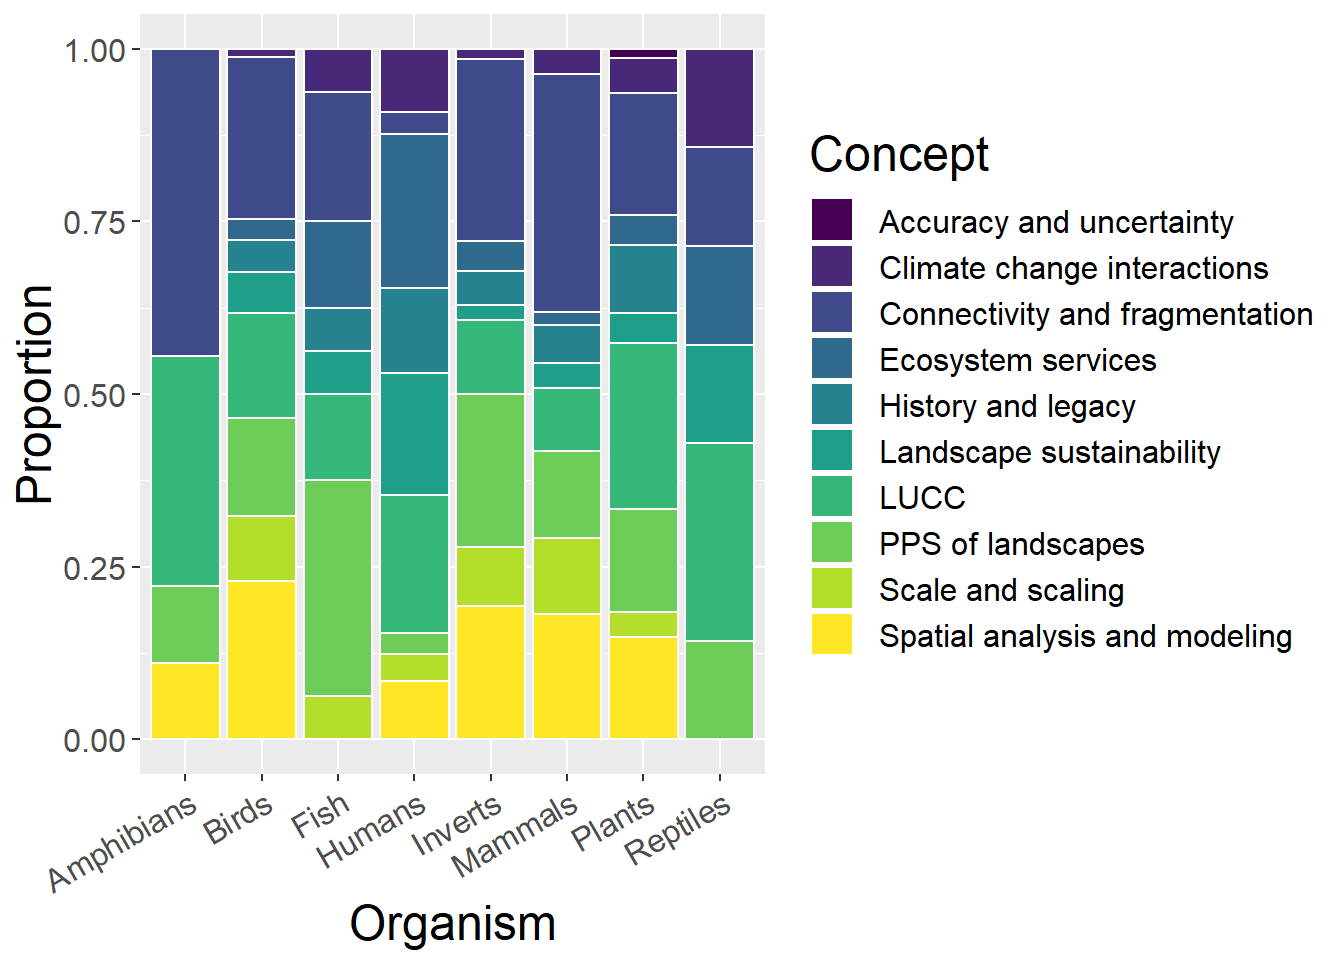 1.00
0.75
0.50
0.25
0.00
Proportion
Amphibians
Birds
Fish
Humans
Inverts
Mammals
Plants
Reptiles
Organism
Concept
Accuracy and uncertainty
Climate change interactions
Connectivity and fragmentation
Ecosystem services
History and legacy
Landscape sustainability
LUCC
PPS of landscapes
Scale and scaling
Spatial analysis and modeling